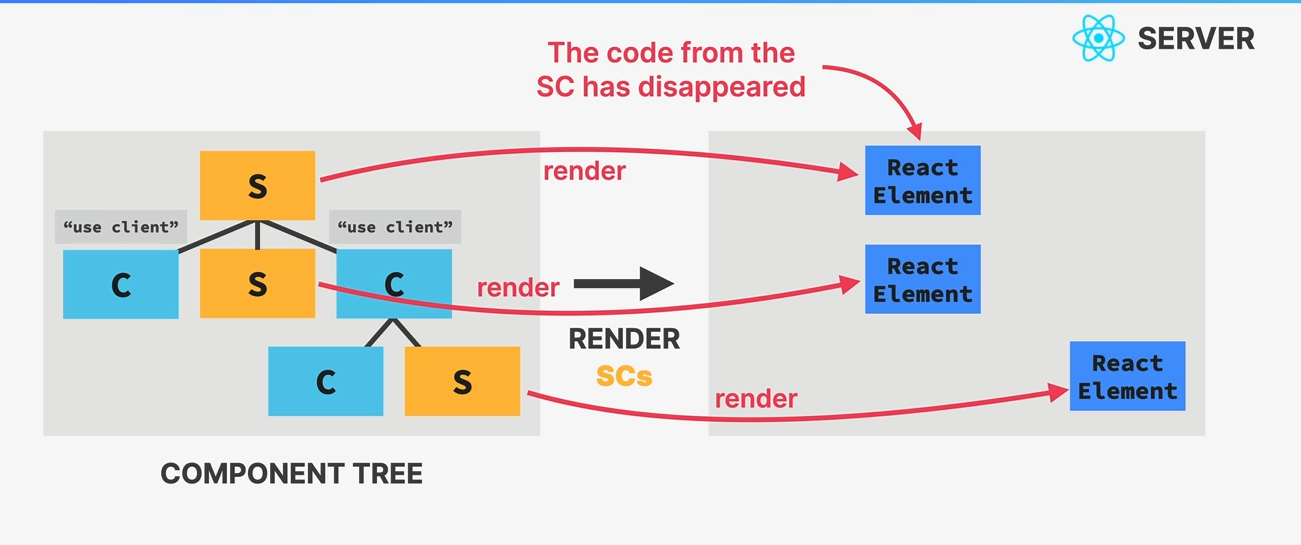 SERVER
The code from the
SC has disappeared
S
render
React
Element
“use client”
“use client”
C
S
C
render
React
Element
RENDER
SCs
C
S
render
React
Element
COMPONENT TREE